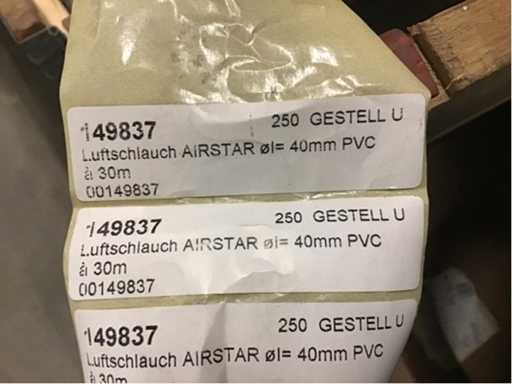 149837 250 GESTELL U
Luftschlauch AIRSTAR øI= 40mm PVC
à 30m
00149837
149837 250 GESTELL U
Luftschlauch AIRSTAR øI= 40mm PVC
à 30m
00149837
149837 250 GESTELL U
Luftschlauch AIRSTAR øI= 40mm PVC
à 30m